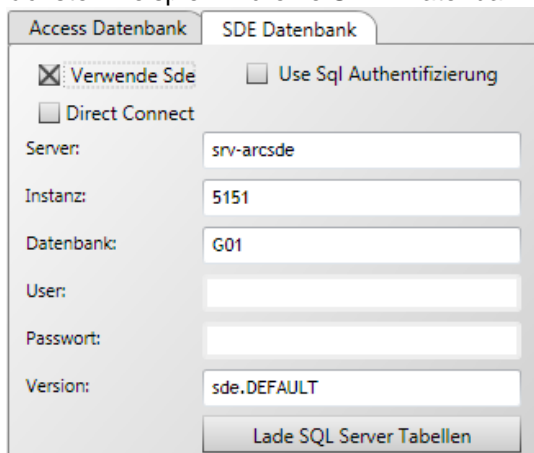 Access Datenbank SDE Datenbank
Verwende Sde Use Sql Authentifizierung
Direct Connect
Server: srv-arcsde
Instanz: 5151
Datenbank: G01
User:
Passwort:
Version: sde.DEFAULT
Lade SQL Server Tabellen